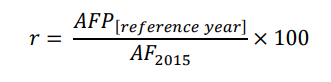 r = AFP[reference year] / AF2015 × 100